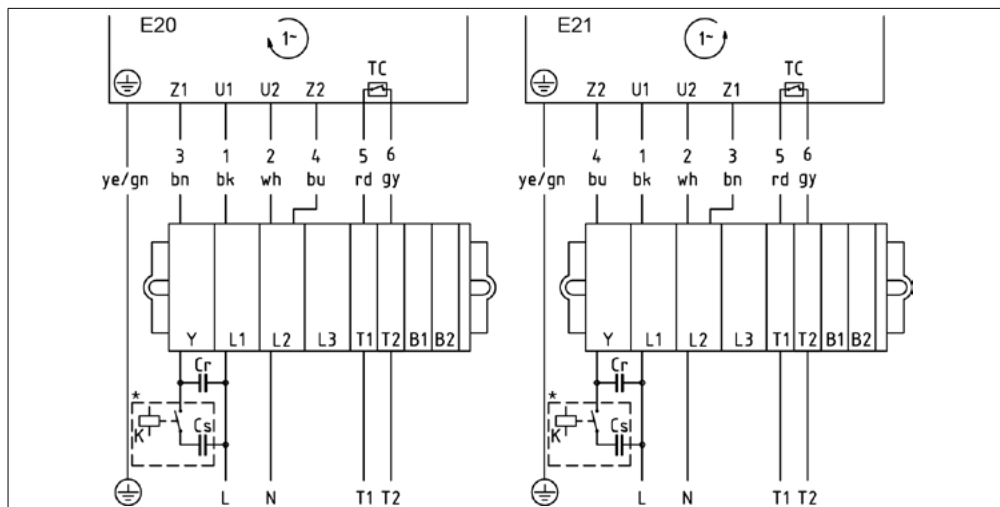 E20
1~
TC
Z1 U1 U2 Z2
3 1 2 4 5 6
ye/gn bn bk wh bu rd gy
Y L1 L2 L3 T1 T2 B1 B2
Cr
*
K
Cs
L N T1 T2
E21
1~
TC
Z2 U1 U2 Z1
4 1 2 3 5 6
ye/gn bu bk wh bn rd gy
Y L1 L2 L3 T1 T2 B1 B2
Cr
*
K
Cs
L N T1 T2